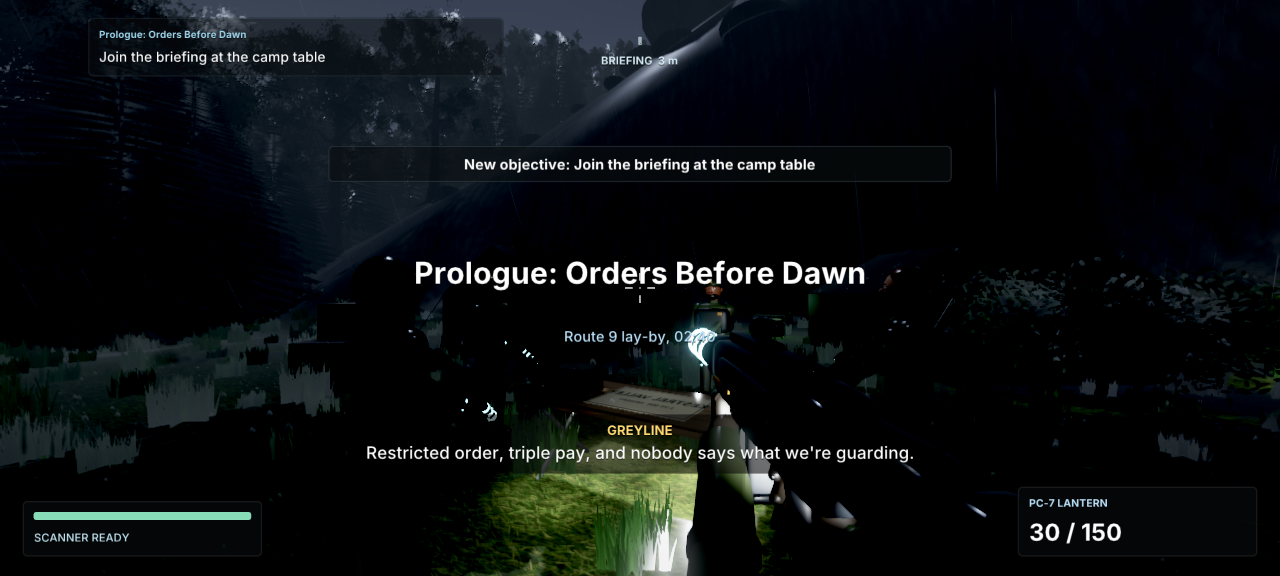 Prologue: Orders Before Dawn
Join the briefing at the camp table
BRIEFING 3 m
New objective: Join the briefing at the camp table
Prologue: Orders Before Dawn
Route 9 lay-by, 02:40
GREYLINE
Restricted order, triple pay, and nobody says what we're guarding.
SCANNER READY
PC-7 LANTERN
30 / 150